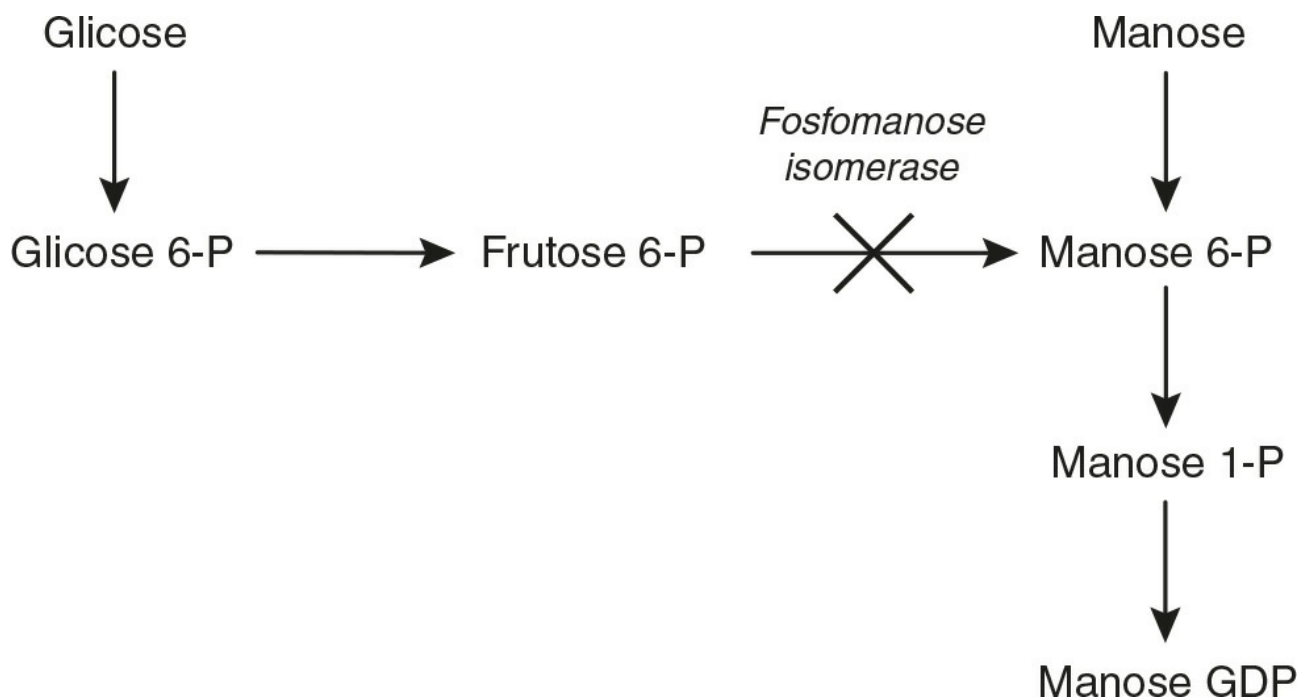 Glicose
Manose
Fosfomanose
isomerase
Glicose 6-P
Frutose 6-P
Manose 6-P
Manose 1-P
Manose GDP